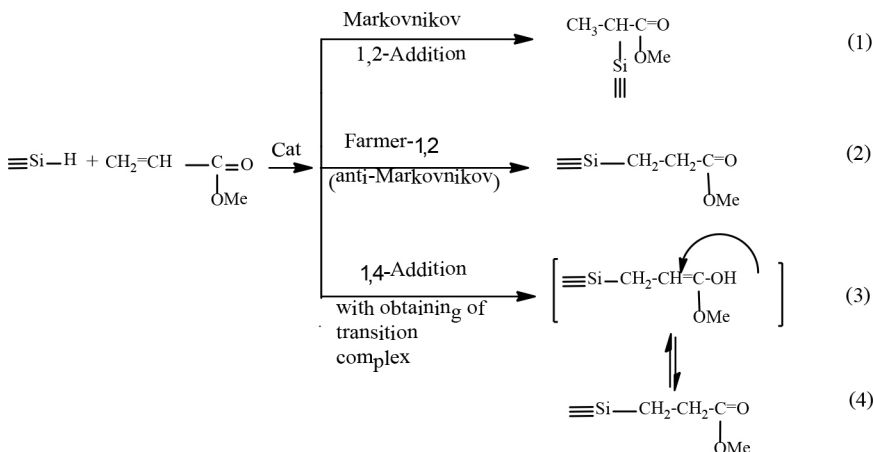 Markovnikov
1,2-Addition
CH3-CH-C=O
Si OMe
(1)
≡Si—H + CH2=CH—C=O
OMe
Cat
Farmer-1,2
(anti-Markovnikov)
≡Si—CH2-CH2-C=O
OMe
(2)
1,4-Addition
with obtaining of
transition
complex
[≡Si—CH2-CH=C-OH]
OMe
(3)
≡Si—CH2-CH2-C=O
OMe
(4)